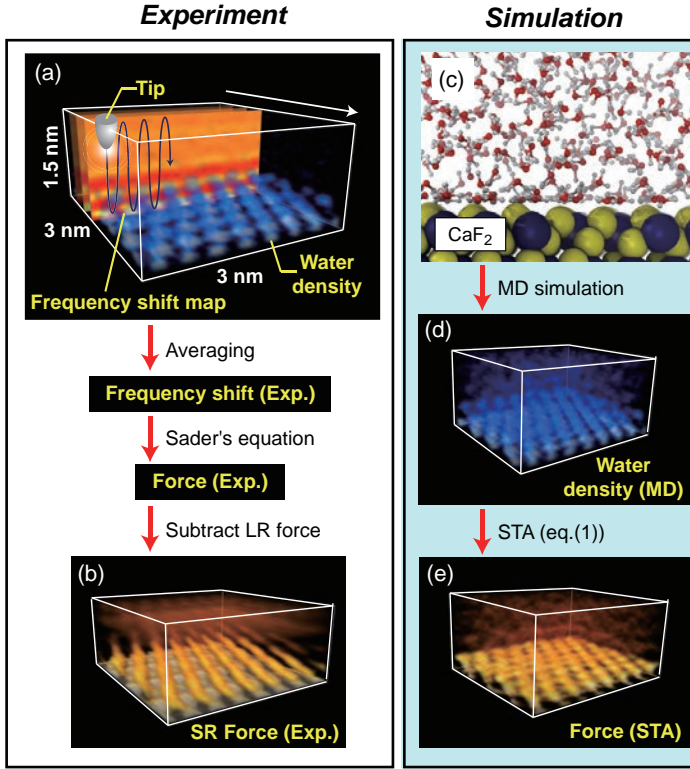 Experiment
(a)
Tip
1.5 nm
3 nm
3 nm
Water
density
Frequency shift map
Averaging
Frequency shift (Exp.)
Sader's equation
Force (Exp.)
Subtract LR force
(b)
SR Force (Exp.)
Simulation
(c)
CaF₂
MD simulation
(d)
Water
density (MD)
STA (eq.(1))
(e)
Force (STA)